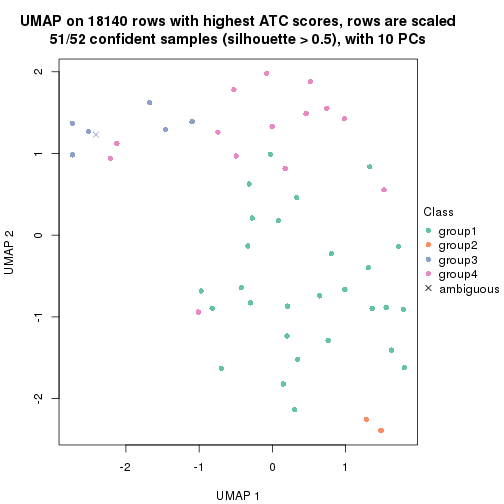 UMAP on 18140 rows with highest ATC scores, rows are scaled
51/52 confident samples (silhouette > 0.5), with 10 PCs
2
1
0
-1
-2
UMAP 2
-2
-1
0
1
UMAP 1
Class
group1
group2
group3
group4
ambiguous